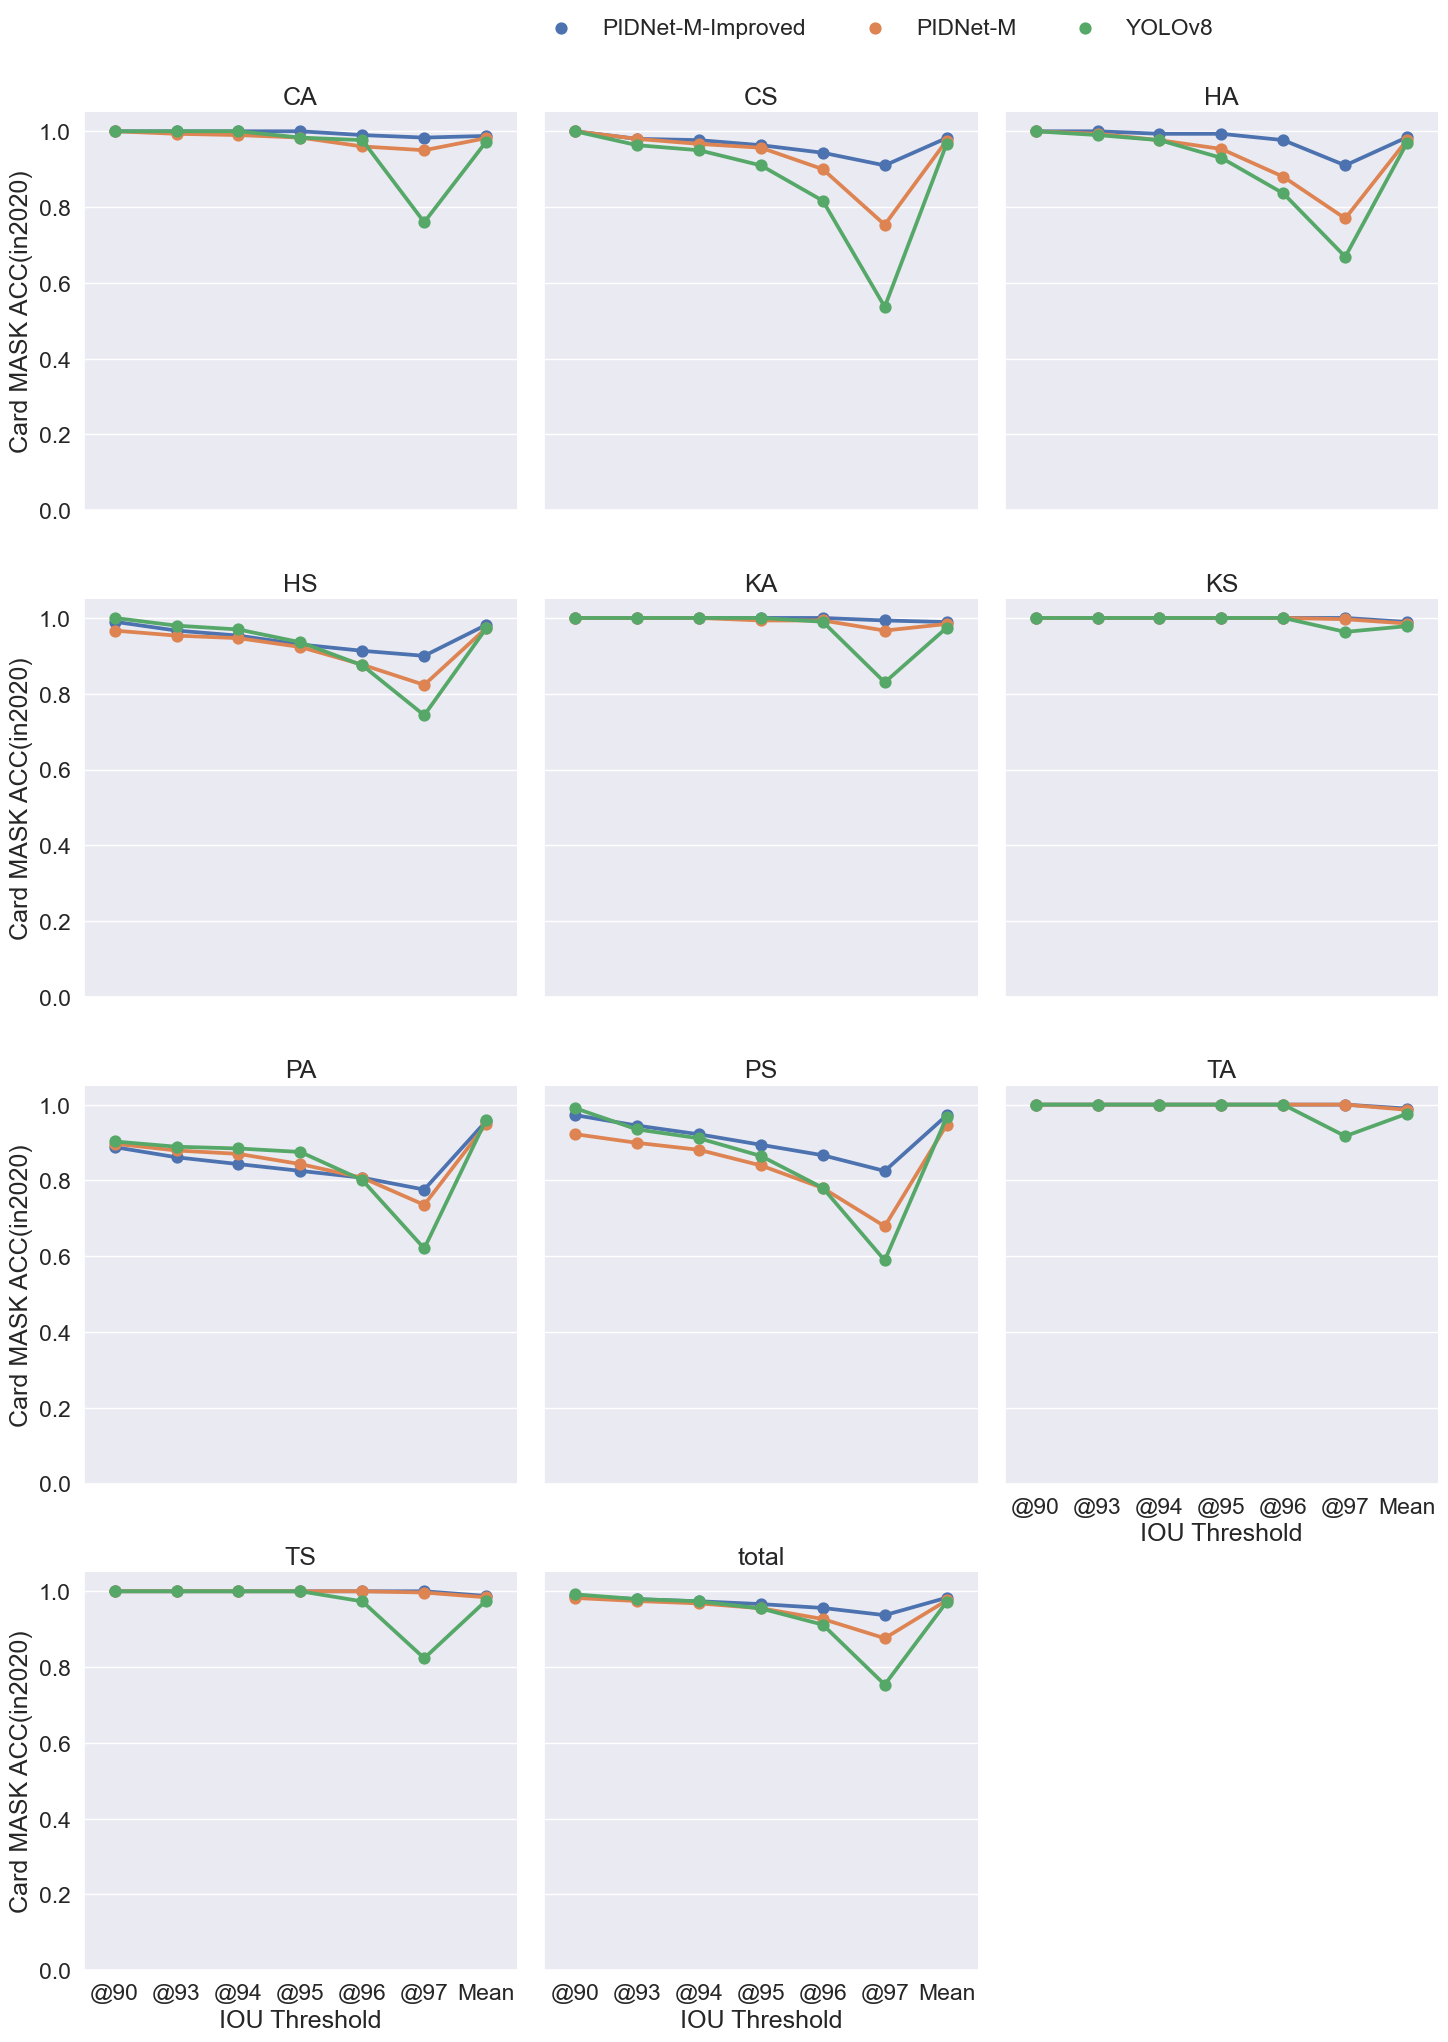 PIDNet-M-Improved PIDNet-M YOLOv8
CA CS HA
Card MASK ACC(in2020)
1.0
0.8
0.6
0.4
0.2
0.0
HS KA KS
Card MASK ACC(in2020)
1.0
0.8
0.6
0.4
0.2
0.0
PA PS TA
Card MASK ACC(in2020)
1.0
0.8
0.6
0.4
0.2
0.0
@90 @93 @94 @95 @96 @97 Mean
IOU Threshold
TS total
Card MASK ACC(in2020)
1.0
0.8
0.6
0.4
0.2
0.0
@90 @93 @94 @95 @96 @97 Mean @90 @93 @94 @95 @96 @97 Mean
IOU Threshold IOU Threshold